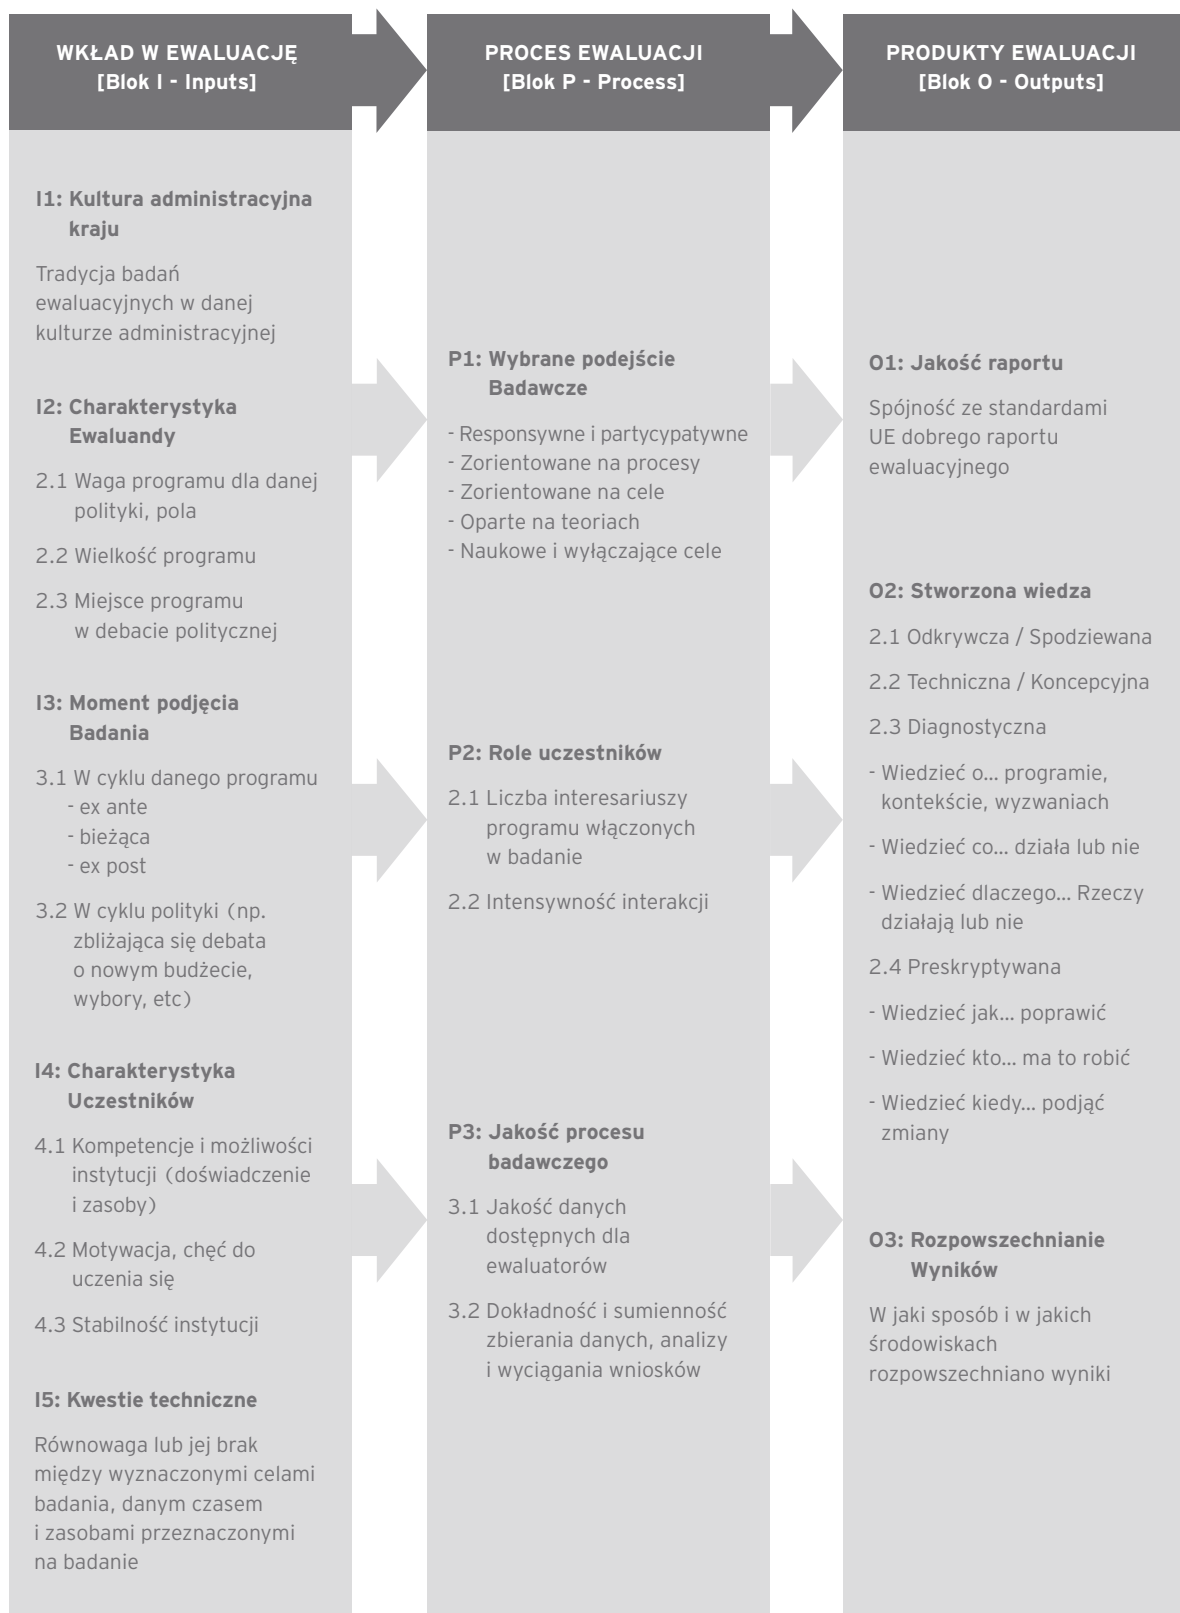 WKŁAD W EWALUACJĘ
[Blok I - Inputs]
I1: Kultura administracyjna
kraju
Tradycja badań
ewaluacyjnych w danej
kulturze administracyjnej
I2: Charakterystyka
Ewaluandy
2.1 Waga programu dla danej
polityki, pola
2.2 Wielkość programu
2.3 Miejsce programu
w debacie politycznej
I3: Moment podjęcia
Badania
3.1 W cyklu danego programu
- ex ante
- bieżąca
- ex post
3.2 W cyklu polityki (np.
zbliżająca się debata
o nowym budżecie,
wybory, etc)
I4: Charakterystyka
Uczestników
4.1 Kompetencje i możliwości
instytucji (doświadczenie
i zasoby)
4.2 Motywacja, chęć do
uczenia się
4.3 Stabilność instytucji
I5: Kwestie techniczne
Równowaga lub jej brak
między wyznaczonymi celami
badania, danym czasem
i zasobami przeznaczonymi
na badanie
PROCES EWALUACJI
[Blok P - Process]
P1: Wybrane podejście
Badawcze
- Responsywne i partycypatywne
- Zorientowane na procesy
- Zorientowane na cele
- Oparte na teoriach
- Naukowe i wyłączające cele
P2: Role uczestników
2.1 Liczba interesariuszy
programu włączonych
w badanie
2.2 Intensywność interakcji
P3: Jakość procesu
badawczego
3.1 Jakość danych
dostępnych dla
ewaluatorów
3.2 Dokładność i sumienność
zbierania danych, analizy
i wyciągania wniosków
PRODUKTY EWALUACJI
[Blok O - Outputs]
O1: Jakość raportu
Spójność ze standardami
UE dobrego raportu
ewaluacyjnego
O2: Stworzona wiedza
2.1 Odkrywcza / Spodziewana
2.2 Techniczna / Koncepcyjna
2.3 Diagnostyczna
- Wiedzieć o... programie,
kontekście, wyzwaniach
- Wiedzieć co... działa lub nie
- Wiedzieć dlaczego... Rzeczy
działają lub nie
2.4 Preskryptywana
- Wiedzieć jak... poprawić
- Wiedzieć kto... ma to robić
- Wiedzieć kiedy... podjąć
zmiany
O3: Rozpowszechnianie
Wyników
W jaki sposób i w jakich
środowiskach
rozpowszechniano wyniki